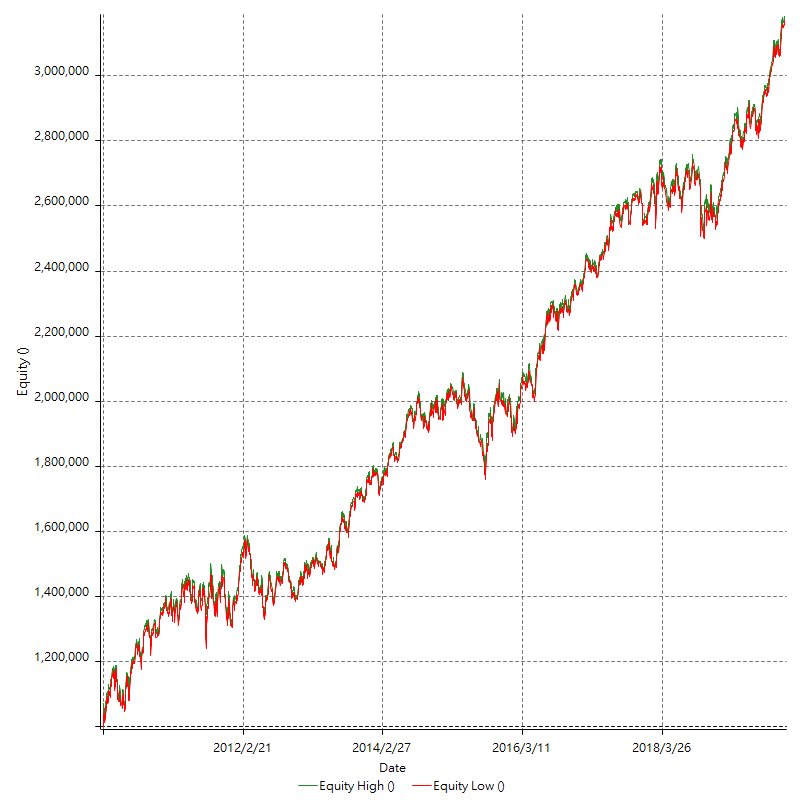 3,000,000
2,800,000
2,600,000
2,400,000
2,200,000
2,000,000
1,800,000
1,600,000
1,400,000
1,200,000
Equity ()
2012/2/21 2014/2/27 2016/3/11 2018/3/26
Date
Equity High () Equity Low ()